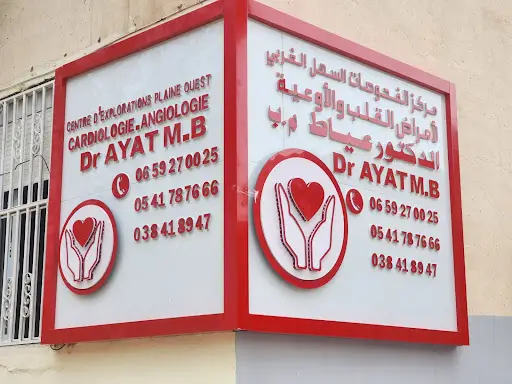 CENTRE D'EXPLORATIONS PLAINE OUEST
CARDIOLOGIE.ANGIOLOGIE
Dr AYAT M.B
06 59 27 00 25
05 41 78 76 66
038 41 89 47
مركز الفحوصات السهل الغربي
لأمراض القلب والأوعية
الدكتور عياط م.ب
Dr AYAT M.B
06 59 27 00 25
05 41 78 76 66
038 41 89 47